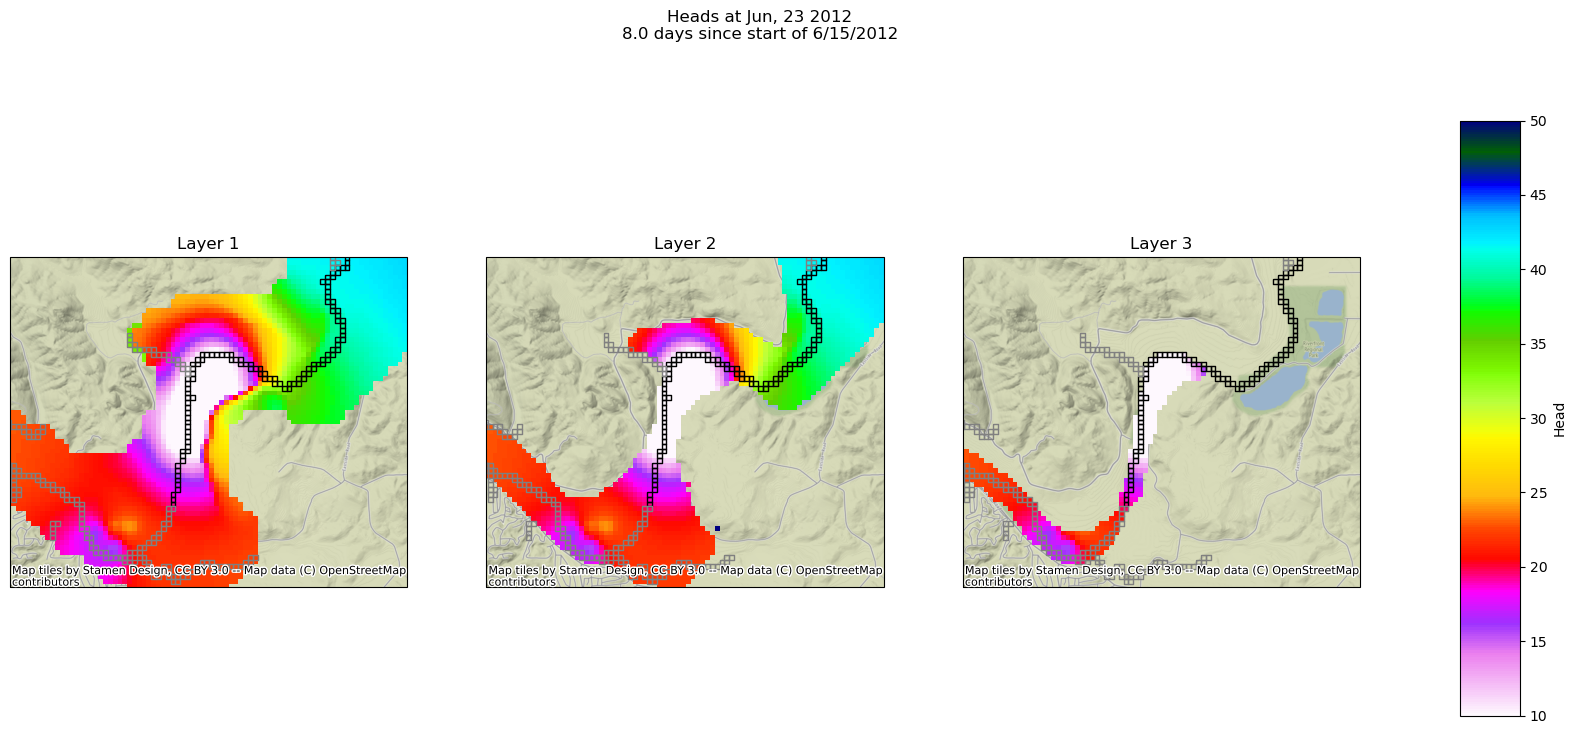 Heads at Jun, 23 2012
8.0 days since start of 6/15/2012
Layer 1
Layer 2
Layer 3
Map tiles by Stamen Design, CC BY 3.0 -- Map data (C) OpenStreetMap
contributors
Map tiles by Stamen Design, CC BY 3.0 -- Map data (C) OpenStreetMap
contributors
Map tiles by Stamen Design, CC BY 3.0 -- Map data (C) OpenStreetMap
contributors
50
45
40
35
30
25
20
15
10
Head